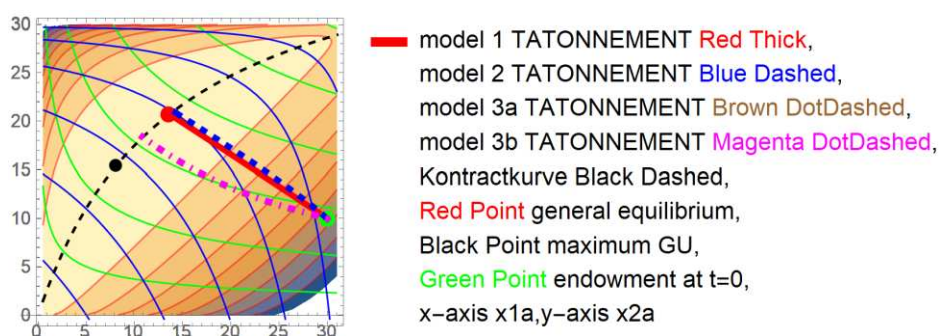 30
25
20
15
10
5
0
0 5 10 15 20 25 30
model 1 TATONNEMENT Red Thick,
model 2 TATONNEMENT Blue Dashed,
model 3a TATONNEMENT Brown DotDashed,
model 3b TATONNEMENT Magenta DotDashed,
Kontractkurve Black Dashed,
Red Point general equilibrium,
Black Point maximum GU,
Green Point endowment at t=0,
x-axis x1a,y-axis x2a